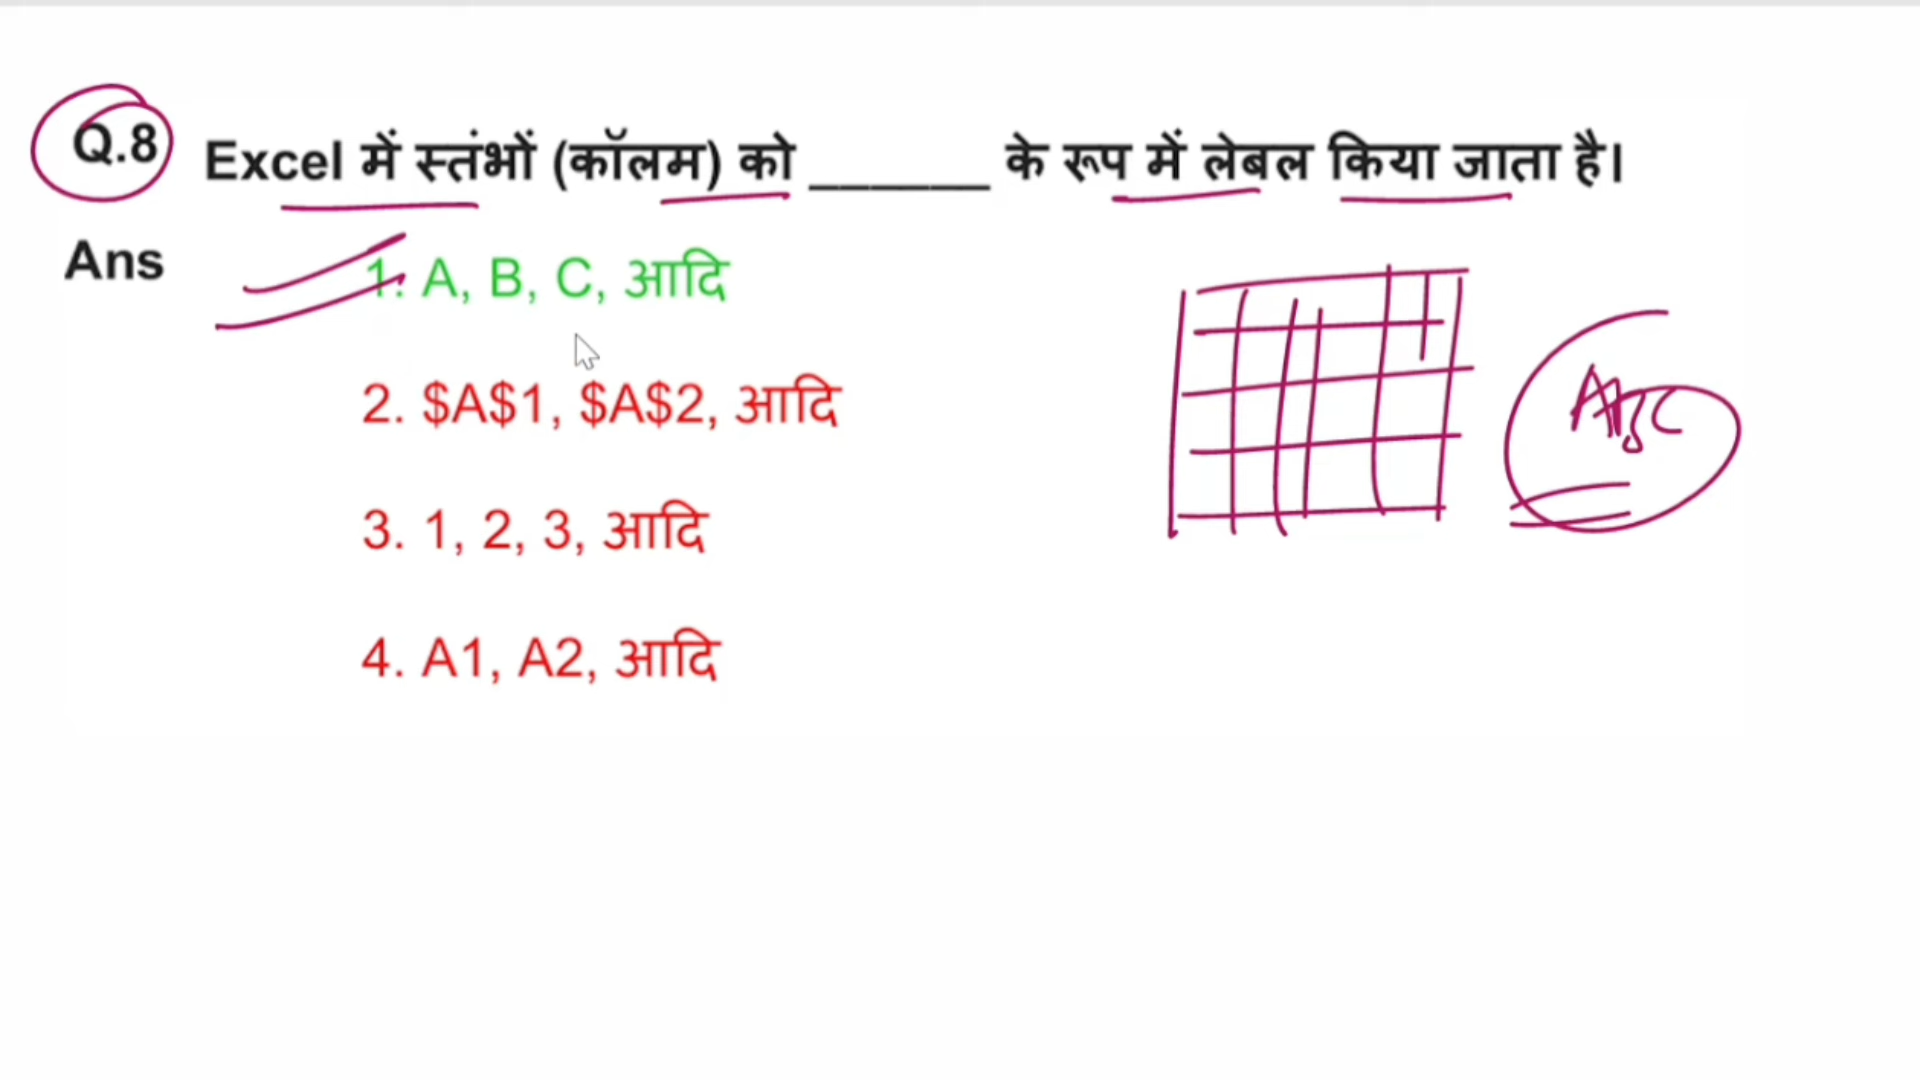 Q.8 Excel में स्तंभों (कॉलम) को ______ के रूप में लेबल किया जाता है।
Ans 1. A, B, C, आदि
2. $A$1, $A$2, आदि
3. 1, 2, 3, आदि
4. A1, A2, आदि